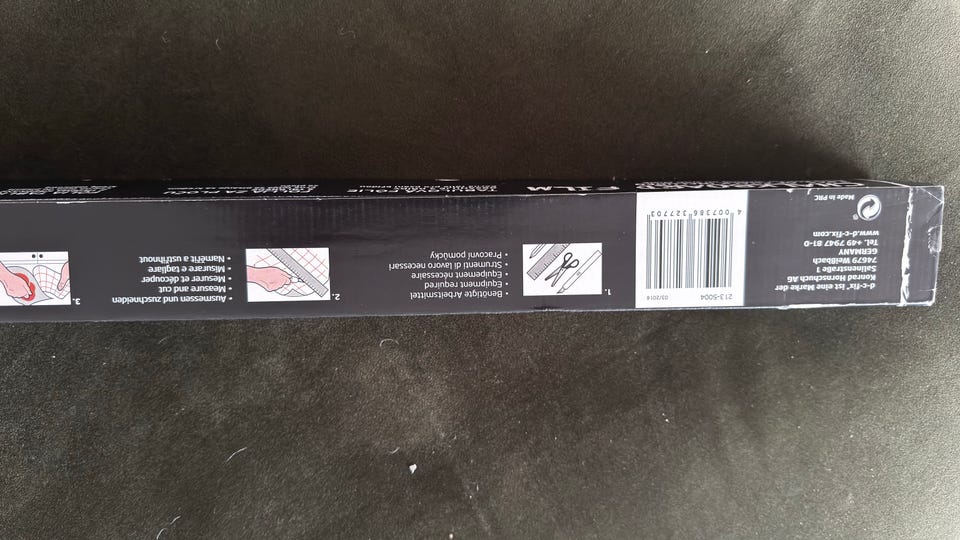 d-c-fix® ist eine Marke der
Konrad Hornschuch AG
Salinenstraße 1
74679 Weißbach
GERMANY
Tel. +49 7947 81-0
www.d-c-fix.com
Made in PRC
213-5004
03/2016
4 007386 327703
1.
• Benötigte Arbeitsmittel
• Equipment required
• Equipement nécessaire
• Strumenti di lavoro necessari
• Pracovní pomůcky
2.
• Ausmessen und zuschneiden
• Measure and cut
• Mesurer et découper
• Misurare e tagliare
• Naměřit a ustřihnout
3.
FILM